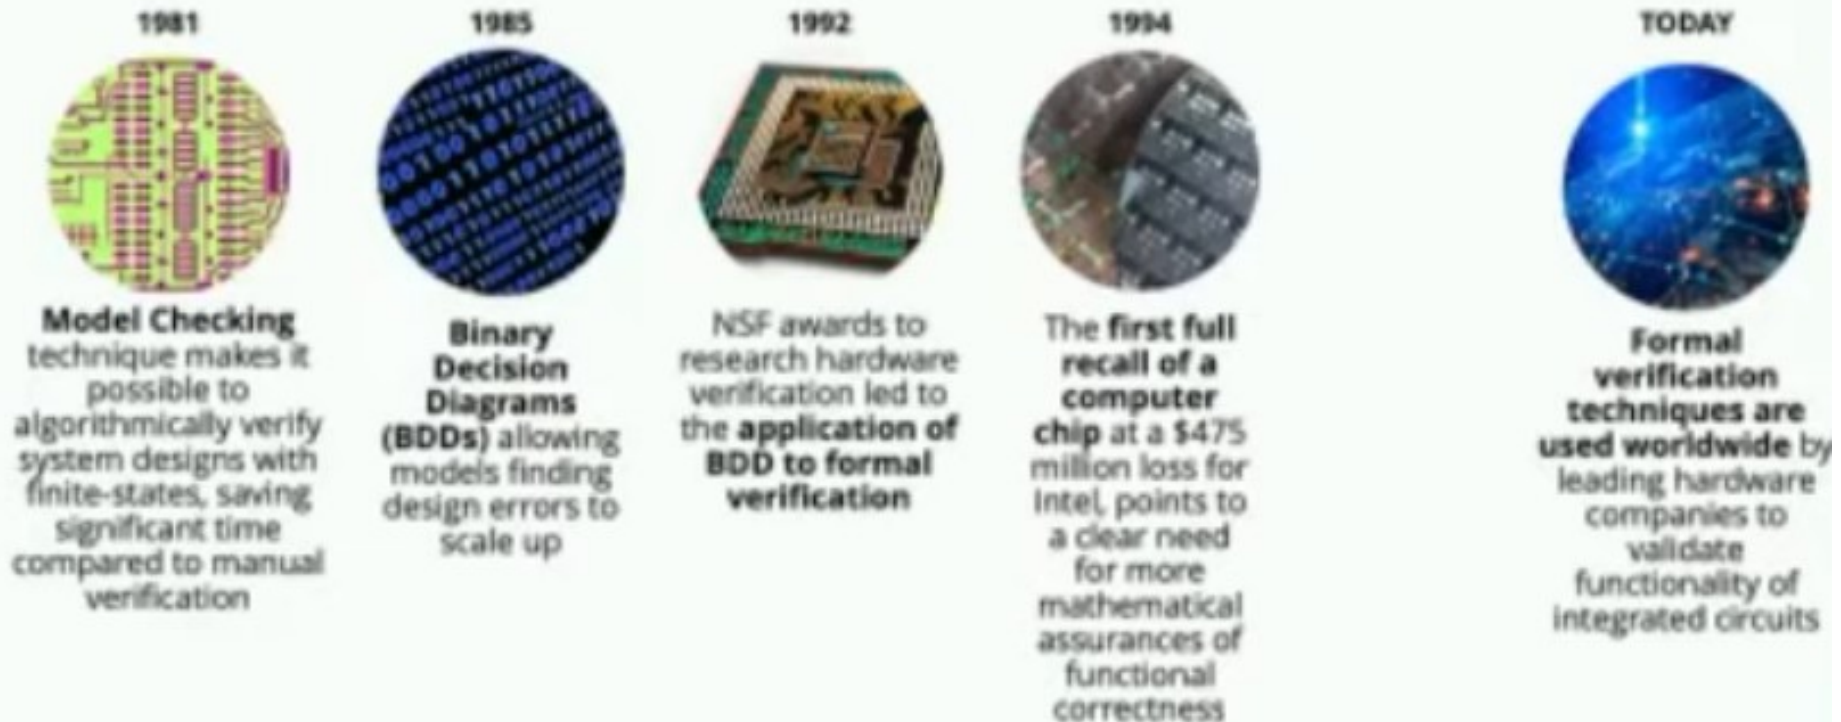 1981
Model Checking
technique makes it
possible to
algorithmically verify
system designs with
finite-states, saving
significant time
compared to manual
verification
1985
Binary
Decision
Diagrams
(BDDs) allowing
models finding
design errors to
scale up
1992
NSF awards to
research hardware
verification led to
the application of
BDD to formal
verification
1994
The first full
recall of a
computer
chip at a $475
million loss for
Intel, points to
a clear need
for more
mathematical
assurances of
functional
correctness
TODAY
Formal
verification
techniques are
used worldwide by
leading hardware
companies to
validate
functionality of
integrated circuits